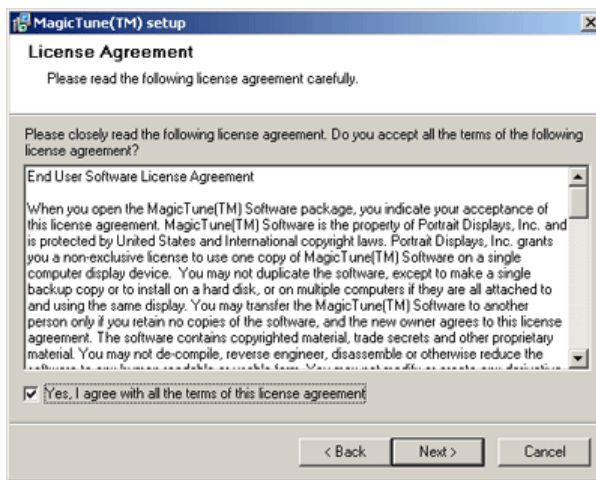 MagicTune(TM) setup
License Agreement
Please read the following license agreement carefully.
Please closely read the following license agreement. Do you accept all the terms of the following
license agreement?
End User Software License Agreement
When you open the MagicTune(TM) Software package, you indicate your acceptance of
this license agreement. MagicTune(TM) Software is the property of Portrait Displays, Inc. and
is protected by United States and International copyright laws. Portrait Displays, Inc. grants
you a non-exclusive license to use one copy of MagicTune(TM) Software on a single
computer display device. You may not duplicate the software, except to make a single
backup copy or to install on a hard disk, or on multiple computers if they are all attached to
and using the same display. You may transfer the MagicTune(TM) Software to another
person only if you retain no copies of the software, and the new owner agrees to this license
agreement. The software contains copyrighted material, trade secrets and other proprietary
material. You may not de-compile, reverse engineer, disassemble or otherwise reduce the
Yes, I agree with all the terms of this license agreement
< Back
Next >
Cancel